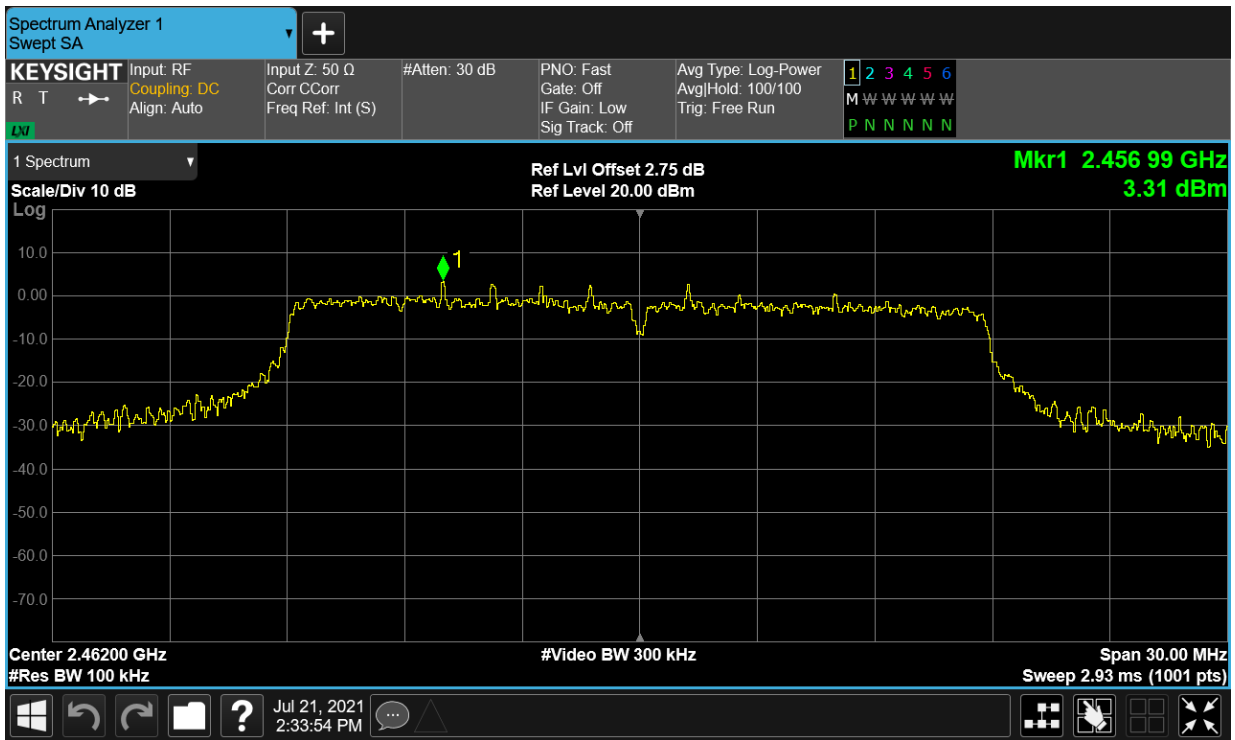 Spectrum Analyzer 1
Swept SA
+
KEYSIGHT
R T
LXI
Input: RF
Coupling: DC
Align: Auto
Input Z: 50 Ω
Corr CCorr
Freq Ref: Int (S)
#Atten: 30 dB
PNO: Fast
Gate: Off
IF Gain: Low
Sig Track: Off
Avg Type: Log-Power
Avg|Hold: 100/100
Trig: Free Run
1 2 3 4 5 6
M W W W W W
P N N N N N
1 Spectrum
Scale/Div 10 dB
Log
Ref Lvl Offset 2.75 dB
Ref Level 20.00 dBm
Mkr1 2.456 99 GHz
3.31 dBm
1
10.0
0.00
-10.0
-20.0
-30.0
-40.0
-50.0
-60.0
-70.0
Center 2.46200 GHz
#Res BW 100 kHz
#Video BW 300 kHz
Span 30.00 MHz
Sweep 2.93 ms (1001 pts)
?
Jul 21, 2021
2:33:54 PM